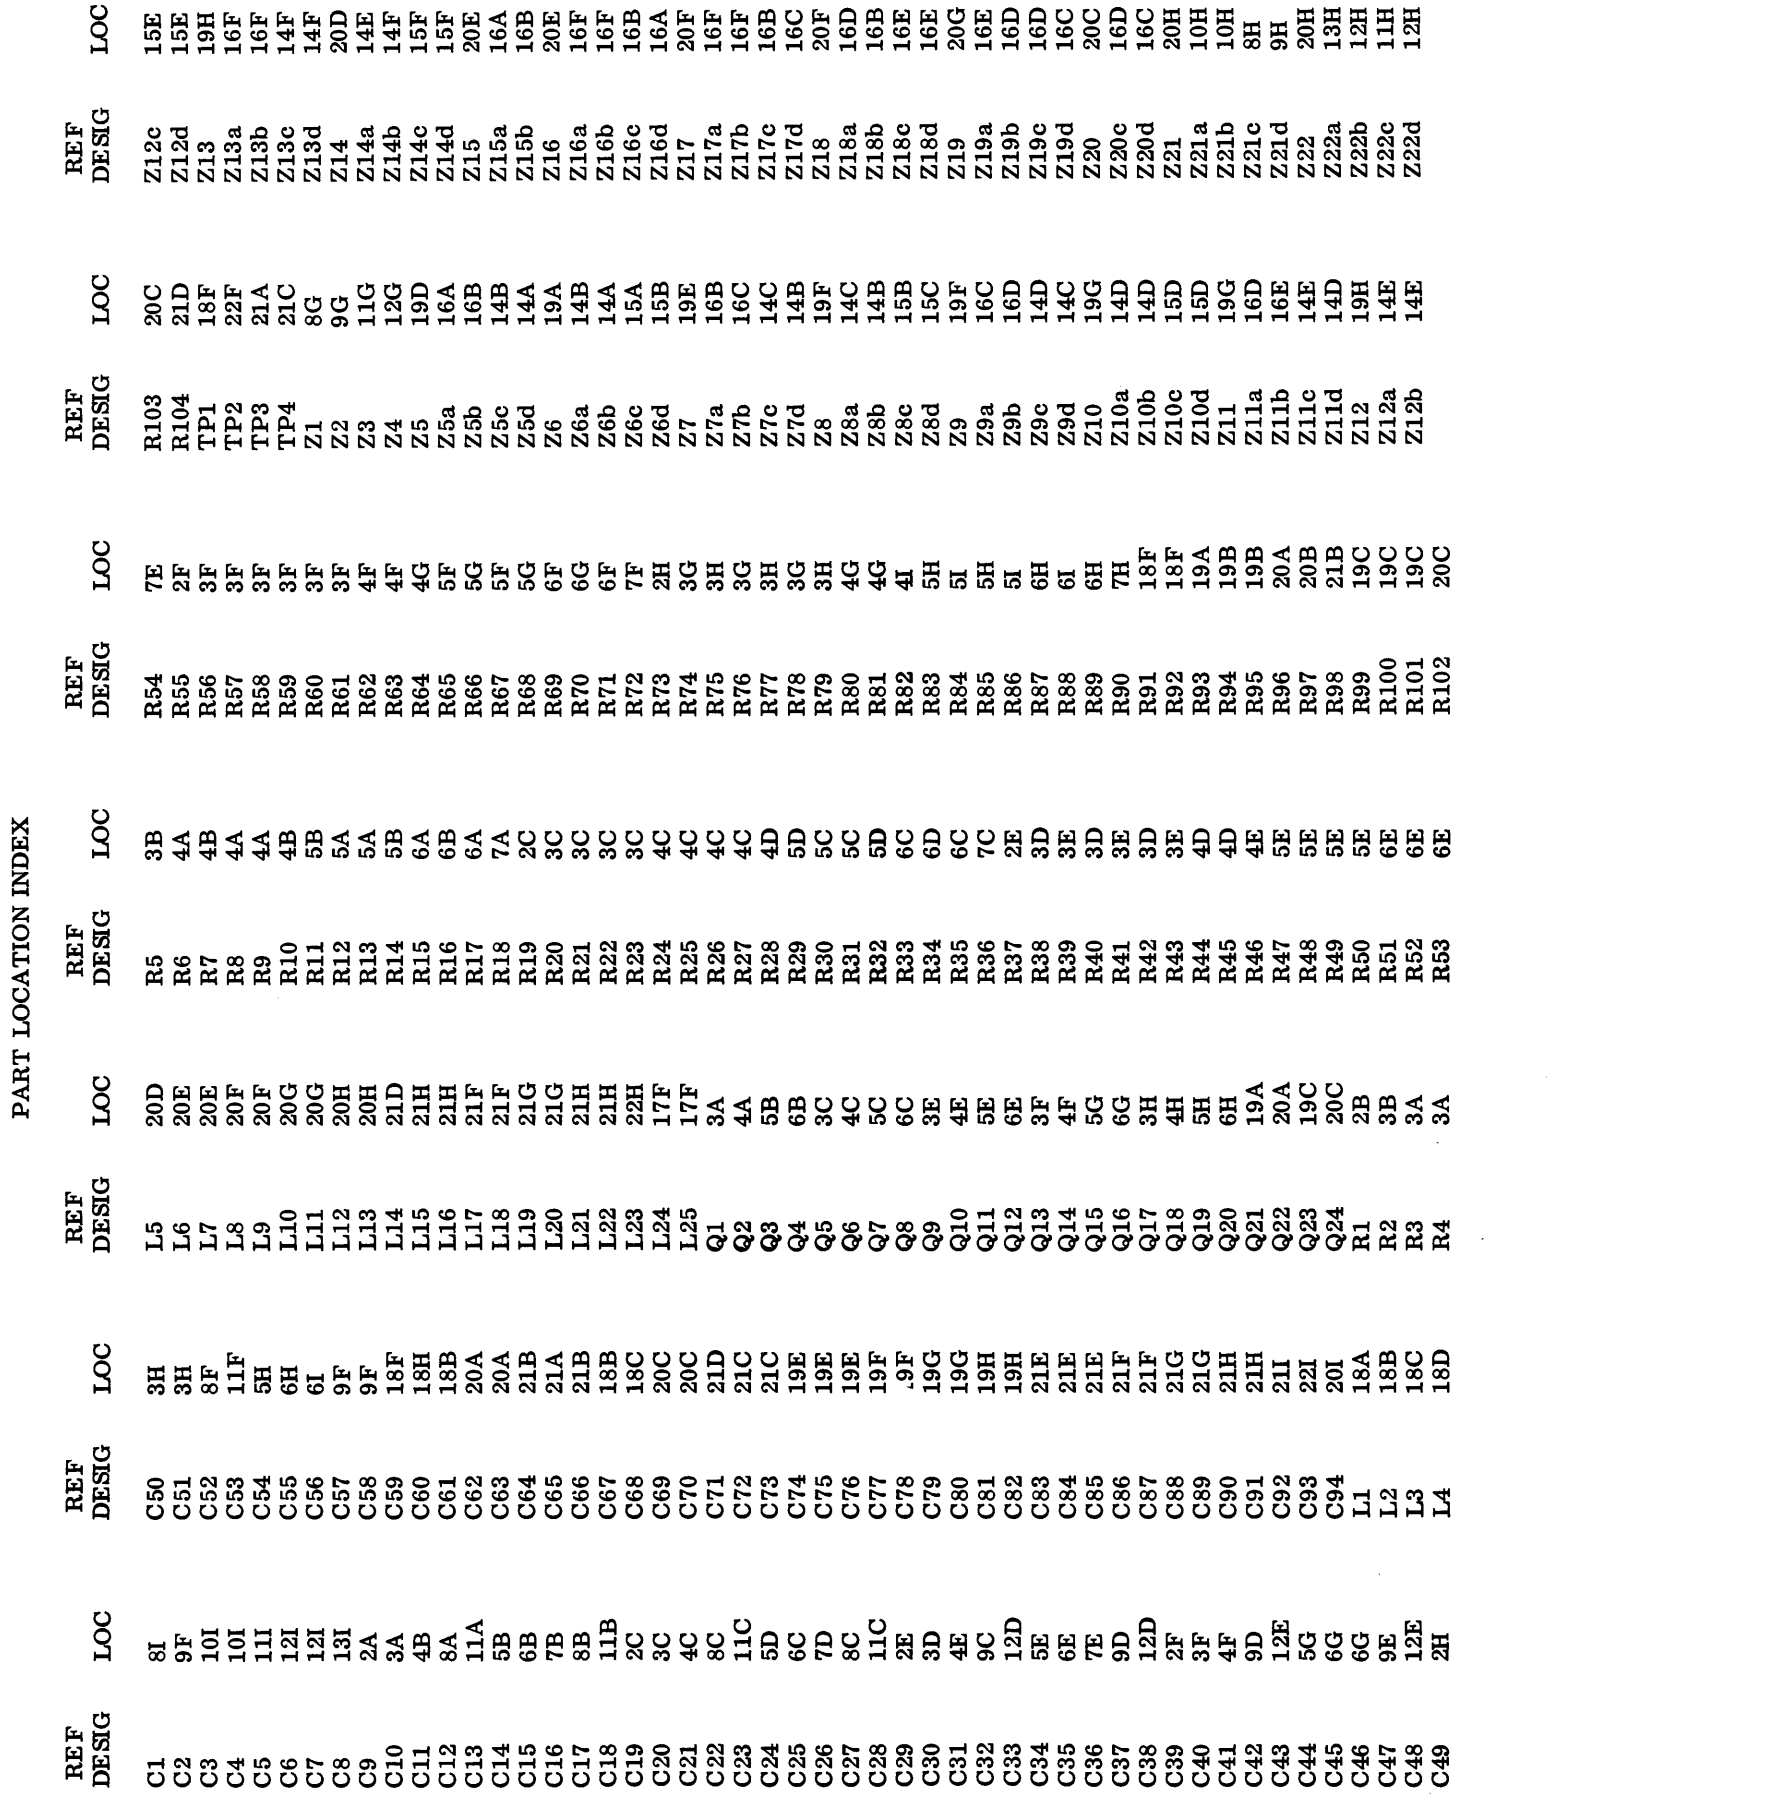 PART LOCATION INDEX
REF DESIG LOC REF DESIG LOC REF DESIG LOC REF DESIG LOC REF DESIG LOC REF DESIG LOC REF DESIG LOC
C1 8I C50 3H L5 20D R5 3B R54 7E R103 20C Z12c 15E
C2 9F C51 3H L6 20E R6 4A R55 2F R104 21D Z12d 15E
C3 10I C52 8F L7 20E R7 4B R56 3F TP1 18F Z13 19H
C4 10I C53 11F L8 20F R8 4A R57 3F TP2 22F Z13a 16F
C5 11I C54 5H L9 20F R9 4A R58 3F TP3 21A Z13b 16F
C6 12I C55 6H L10 20G R10 4B R59 3F TP4 21C Z13c 14F
C7 12I C56 6I L11 20G R11 5B R60 3F Z1 8G Z13d 14F
C8 13I C57 9F L12 20H R12 5A R61 3F Z2 9G Z14 20D
C9 2A C58 9F L13 20H R13 5A R62 4F Z3 11G Z14a 14E
C10 3A C59 18F L14 21D R14 5B R63 4F Z4 12G Z14b 14F
C11 4B C60 18H L15 21H R15 6A R64 4G Z5 19D Z14c 15F
C12 8A C61 18B L16 21H R16 6B R65 5F Z5a 16A Z14d 15F
C13 11A C62 20A L17 21F R17 6A R66 5G Z5b 16B Z15 20E
C14 5B C63 20A L18 21F R18 7A R67 5F Z5c 14B Z15a 16A
C15 6B C64 21B L19 21G R19 2C R68 5G Z5d 14A Z15b 16B
C16 7B C65 21A L20 21G R20 3C R69 6F Z6 19A Z16 20E
C17 8B C66 21B L21 21H R21 3C R70 6G Z6a 14B Z16a 16F
C18 11B C67 18B L22 21H R22 3C R71 6F Z6b 14A Z16b 16F
C19 2C C68 18C L23 22H R23 3C R72 7F Z6c 15A Z16c 16B
C20 3C C69 20C L24 17F R24 4C R73 2H Z6d 15B Z16d 16A
C21 4C C70 20C L25 17F R25 4C R74 3G Z7 19E Z17 20F
C22 8C C71 21D Q1 3A R26 4C R75 3H Z7a 16B Z17a 16F
C23 11C C72 21C Q2 4A R27 4C R76 3G Z7b 16C Z17b 16F
C24 5D C73 21C Q3 5B R28 4D R77 3H Z7c 14C Z17c 16B
C25 6C C74 19E Q4 6B R29 5D R78 3G Z7d 14B Z17d 16C
C26 7D C75 19E Q5 3C R30 5C R79 3H Z8 19F Z18 20F
C27 8C C76 19E Q6 4C R31 5C R80 4G Z8a 14C Z18a 16D
C28 11C C77 19F Q7 5C R32 5D R81 4G Z8b 14B Z18b 16B
C29 2E C78 19F Q8 6C R33 6C R82 4I Z8c 15B Z18c 16E
C30 3D C79 19G Q9 3E R34 6D R83 5H Z8d 15C Z18d 16E
C31 4E C80 19G Q10 4E R35 6C R84 5I Z9 19F Z19 20G
C32 9C C81 19H Q11 5E R36 7C R85 5H Z9a 16C Z19a 16E
C33 12D C82 19H Q12 6E R37 2E R86 5I Z9b 16D Z19b 16D
C34 5E C83 21E Q13 3F R38 3D R87 6H Z9c 14D Z19c 16D
C35 6E C84 21E Q14 4F R39 3E R88 6I Z9d 14C Z19d 16C
C36 7E C85 21E Q15 5G R40 3D R89 6H Z10 19G Z20 20C
C37 9D C86 21F Q16 6G R41 3E R90 7H Z10a 14D Z20c 16D
C38 12D C87 21F Q17 3H R42 3D R91 18F Z10b 14D Z20d 16C
C39 2F C88 21G Q18 4H R43 3E R92 18F Z10c 15D Z21 20H
C40 3F C89 21G Q19 5H R44 4D R93 19A Z10d 15D Z21a 10H
C41 4F C90 21H Q20 6H R45 4D R94 19B Z11 19G Z21b 10H
C42 9D C91 21H Q21 19A R46 4E R95 19B Z11a 16D Z21c 8H
C43 12E C92 21I Q22 20A R47 5E R96 20A Z11b 16E Z21d 9H
C44 5G C93 22I Q23 19C R48 5E R97 20B Z11c 14E Z22 20H
C45 6G C94 20I Q24 20C R49 5E R98 21B Z11d 14D Z22a 13H
C46 6G L1 18A R1 2B R50 5E R99 19C Z12 19H Z22b 12H
C47 9E L2 18B R2 3B R51 6E R100 19C Z12a 14E Z22c 11H
C48 12E L3 18C R3 3A R52 6E R101 19C Z12b 14E Z22d 12H
C49 2H L4 18D R4 3A R53 6E R102 20C